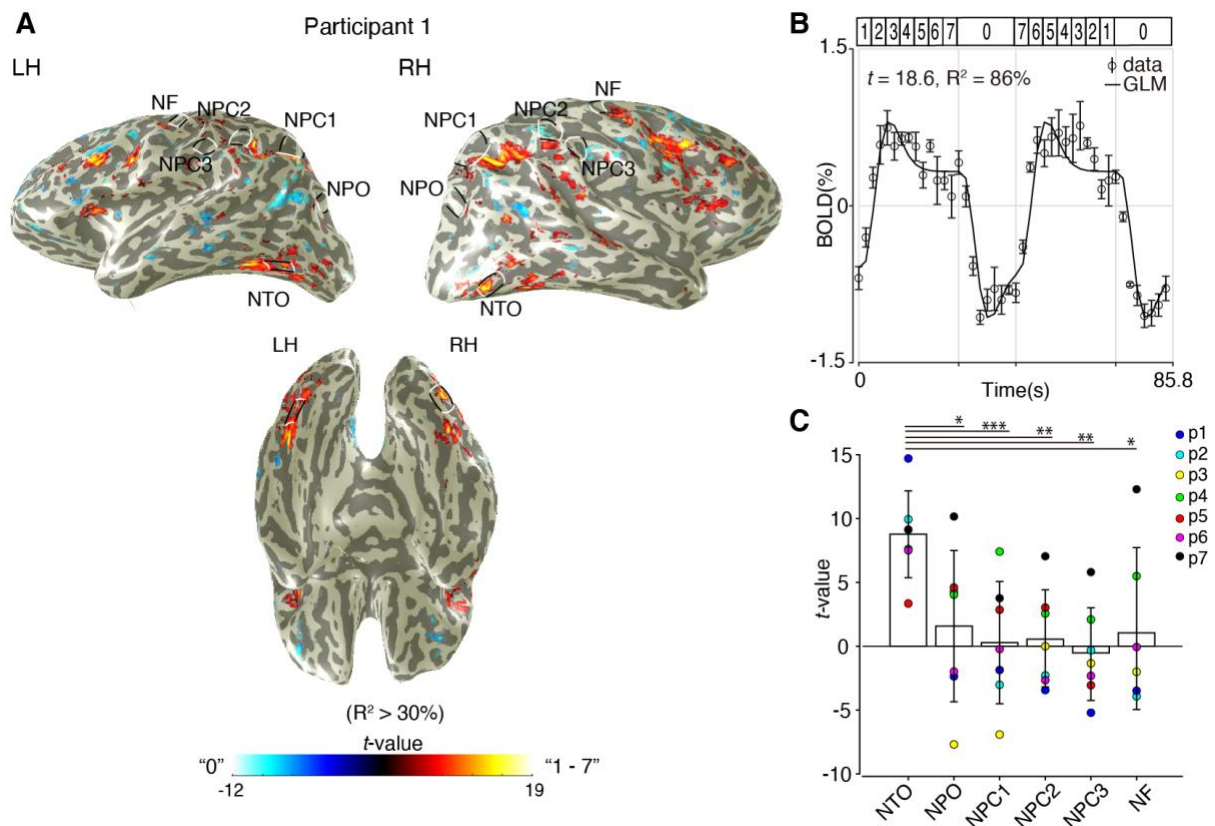 A
Participant 1
LH
RH
NF
NPC2
NPC1
NPC3
NPO
NTO
NF
NPC2
NPC1
NPC3
NPO
NTO
LH
RH
(R² > 30%)
t-value
"0"
"1 - 7"
-12
19
B
1 2 3 4 5 6 7 0 7 6 5 4 3 2 1 0
1.5
t = 18.6, R² = 86%
data
GLM
BOLD(%)
0
-1.5
0
Time(s)
85.8
C
* *** ** ** *
p1
p2
p3
p4
p5
p6
p7
15
10
5
0
-5
-10
t-value
NTO
NPO
NPC1
NPC2
NPC3
NF